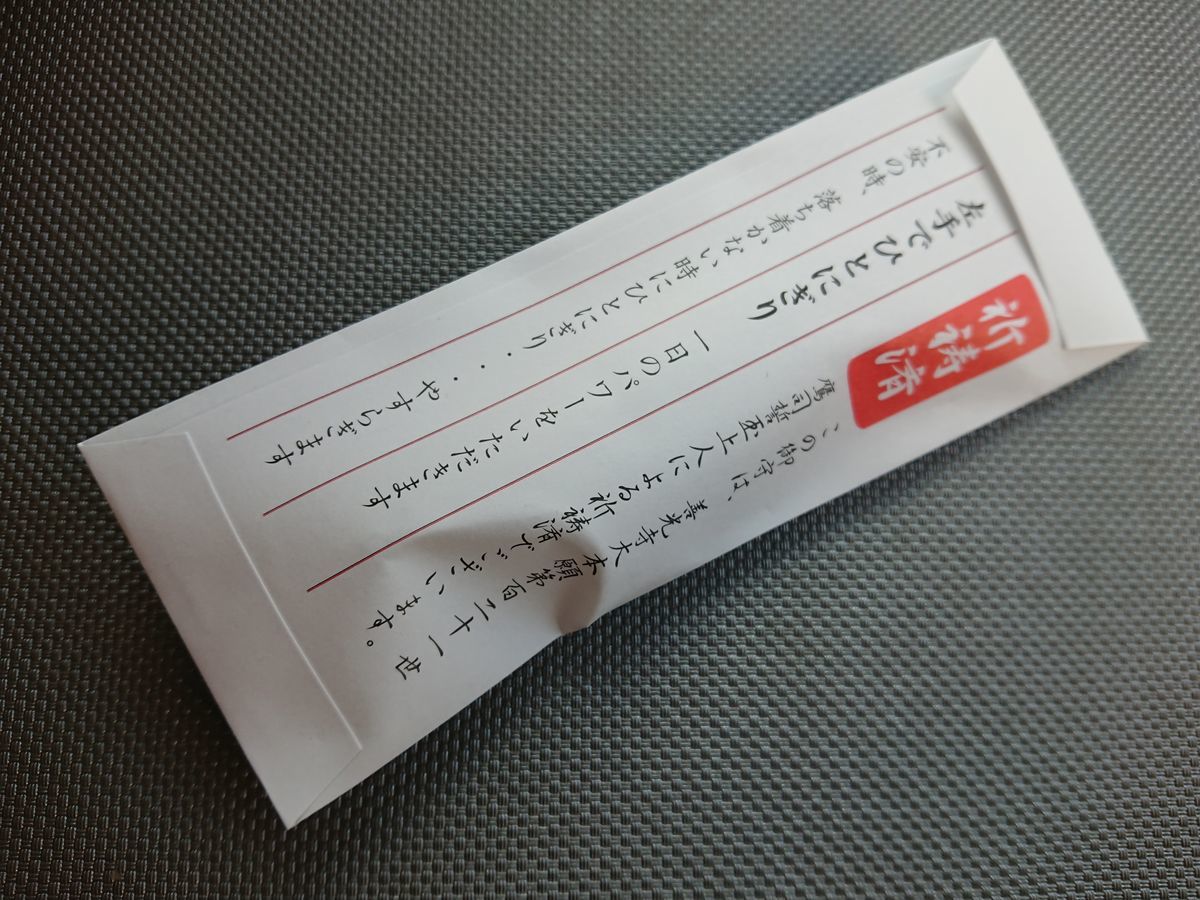 祈祷済
この御守は、善光寺大本願第百二十一世
鷹司誓玉上人による祈祷済でございます。
左手でひとにぎり 一日のパワーをいただきます
不安の時、落ち着かない時にひとにぎり・・・やすらぎます